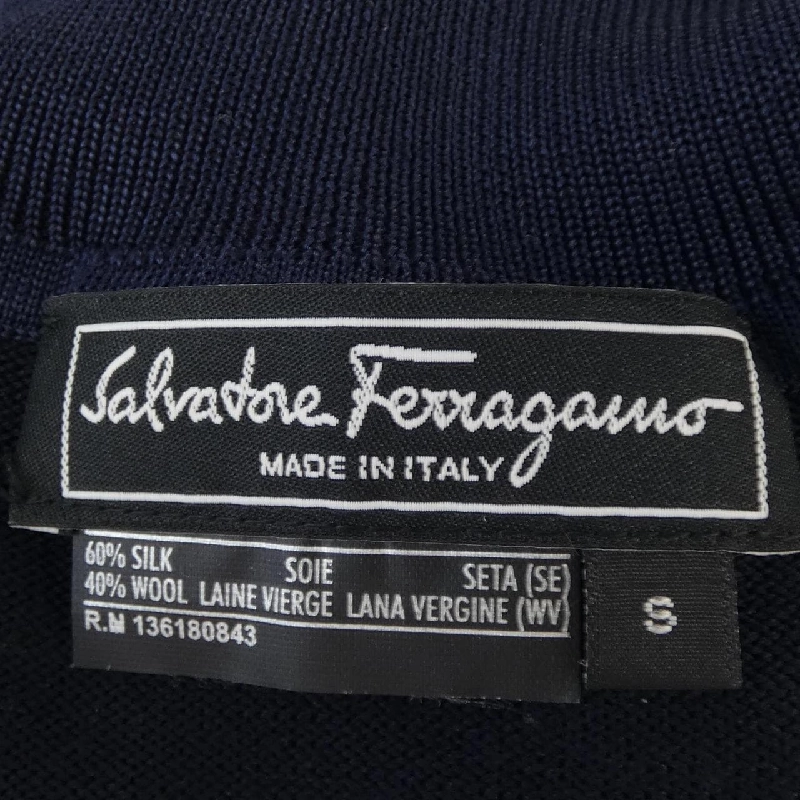 Salvatore Ferragamo
MADE IN ITALY
60% SILK SOIE SETA (SE)
40% WOOL LAINE VIERGE LANA VERGINE (WV)
R.M 136180843
S